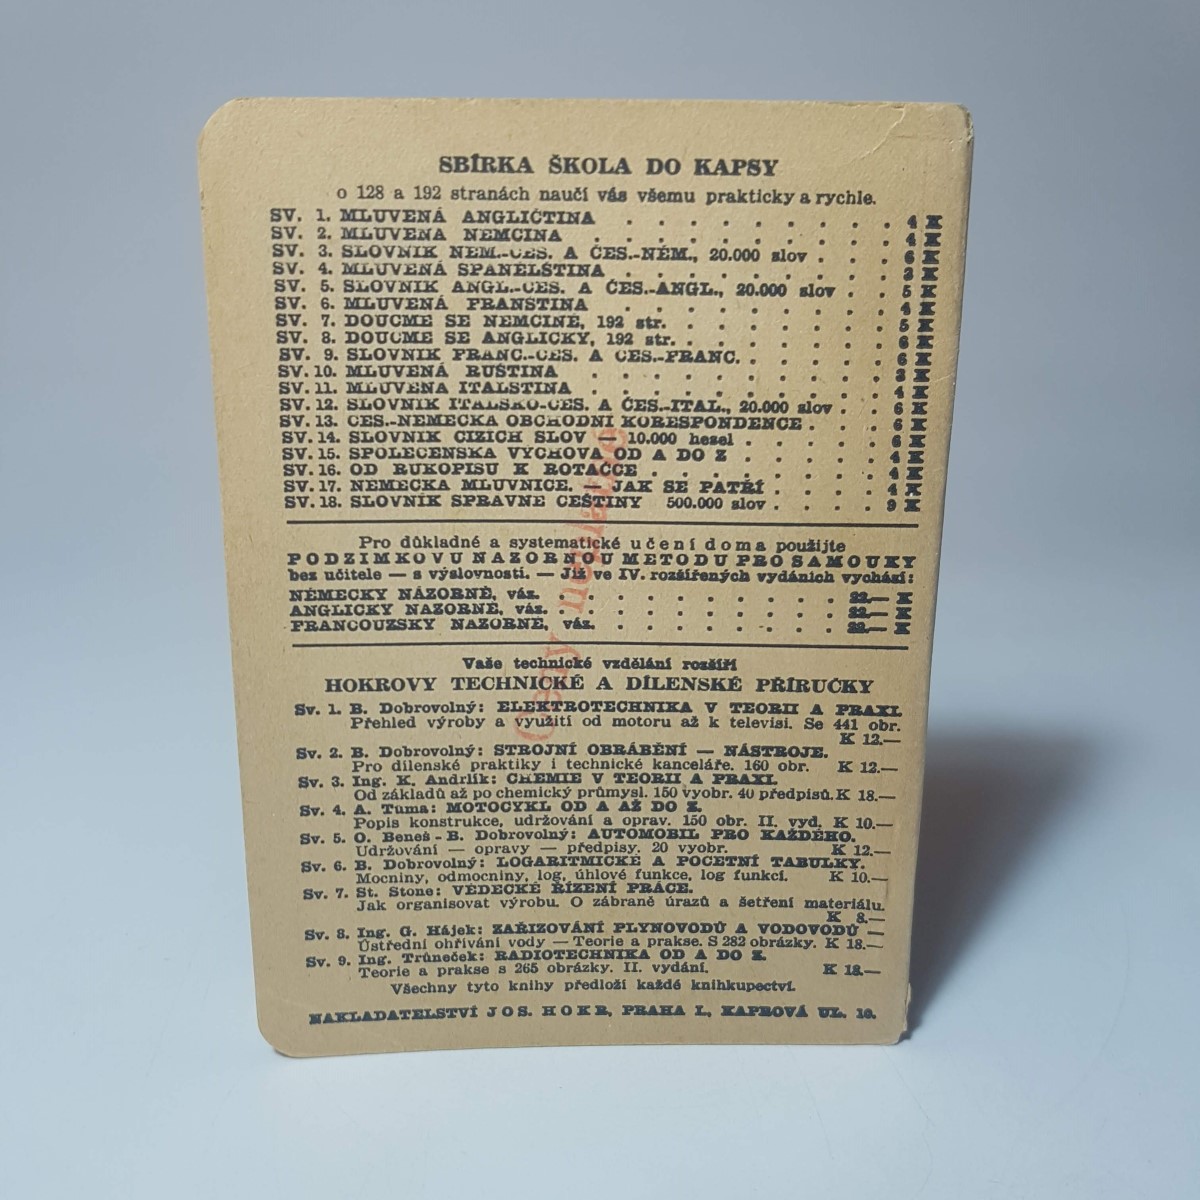 SBÍRKA ŠKOLA DO KAPSY
o 128 a 192 stranách naučí vás všemu prakticky a rychle.
SV. 1. MLUVENÁ ANGLIČTINA . . . . . . . . . 4 K
SV. 2. MLUVENÁ NĚMČINA . . . . . . . . . . 4 K
SV. 3. SLOVNÍK NĚM.-ČES. A ČES.-NĚM., 20.000 slov . . . 6 K
SV. 4. MLUVENÁ ŠPANĚLŠTINA . . . . . . . . . 3 K
SV. 5. SLOVNÍK ANGL.-ČES. A ČES.-ANGL., 20.000 slov . . 5 K
SV. 6. MLUVENÁ FRANŠTINA . . . . . . . . . 4 K
SV. 7. DOUČME SE NĚMČINĚ, 192 str. . . . . . . . 5 K
SV. 8. DOUČME SE ANGLICKY, 192 str. . . . . . . . 6 K
SV. 9. SLOVNÍK FRANC.-ČES. A ČES.-FRANC. . . . . . 6 K
SV. 10. MLUVENÁ RUŠTINA . . . . . . . . . . 3 K
SV. 11. MLUVENÁ ITALŠTINA . . . . . . . . . . 4 K
SV. 12. SLOVNÍK ITALSKO-ČES. A ČES.-ITAL., 20.000 slov . . 6 K
SV. 13. ČES.-NĚMECKÁ OBCHODNÍ KORESPONDENCE . . . 6 K
SV. 14. SLOVNÍK CIZÍCH SLOV — 10.000 hesel . . . . . 6 K
SV. 15. SPOLEČENSKÁ VÝCHOVA OD A DO Z . . . . . 4 K
SV. 16. OD RUKOPISU K ROTAČCE . . . . . . . . 4 K
SV. 17. NĚMECKÁ MLUVNICE. — JAK SE PATŘÍ . . . . 4 K
SV. 18. SLOVNÍK SPRÁVNÉ ČEŠTINY 500.000 slov . . . . 9 K
Pro důkladné a systematické učení doma použijte
PODZIMKOVU NÁZORNOU METODU PRO SAMOUKY
bez učitele — s výslovností. — Již ve IV. rozšířených vydáních vychází:
NĚMECKY NÁZORNĚ, váz. . . . . . . . . . . 22.— K
ANGLICKY NÁZORNĚ, váz. . . . . . . . . . . 22.— K
FRANCOUZSKY NÁZORNĚ, váz. . . . . . . . . 22.— K
Ceny neplatné
Vaše technické vzdělání rozšíří
HOKROVY TECHNICKÉ A DÍLENSKÉ PŘÍRUČKY
Sv. 1. B. Dobrovolný: ELEKTROTECHNIKA V TEORII A PRAXI.
Přehled výroby a využití od motoru až k televisi. Se 441 obr.
K 12.—
Sv. 2. B. Dobrovolný: STROJNÍ OBRÁBĚNÍ — NÁSTROJE.
Pro dílenské praktiky i technické kanceláře. 160 obr. K 12.—
Sv. 3. Ing. K. Andrlík: CHEMIE V TEORII A PRAXI.
Od základů až po chemický průmysl. 150 vyobr. 40 předpisů. K 18.—
Sv. 4. A. Tůma: MOTOCYKL OD A AŽ DO Z.
Popis konstrukce, udržování a oprav. 150 obr. II. vyd. K 10.—
Sv. 5. O. Beneš - B. Dobrovolný: AUTOMOBIL PRO KAŽDÉHO.
Udržování — opravy — předpisy. 20 vyobr. K 12.—
Sv. 6. B. Dobrovolný: LOGARITMICKÉ A POČETNÍ TABULKY.
Mocniny, odmocniny, log, úhlové funkce, log funkcí. K 10.—
Sv. 7. St. Stone: VĚDECKÉ ŘÍZENÍ PRÁCE.
Jak organisovat výrobu. O zábraně úrazů a šetření materiálu.
K 8.—
Sv. 8. Ing. G. Hájek: ZAŘIZOVÁNÍ PLYNOVODŮ A VODOVODŮ —
Ústřední ohřívání vody — Teorie a prakse. S 282 obrázky. K 18.—
Sv. 9. Ing. Trůneček: RADIOTECHNIKA OD A DO Z.
Teorie a prakse s 265 obrázky. II. vydání. K 18.—
Všechny tyto knihy předloží každé knihkupectví.
NAKLADATELSTVÍ JOS. HOKR, PRAHA I., KAPROVÁ UL. 10.